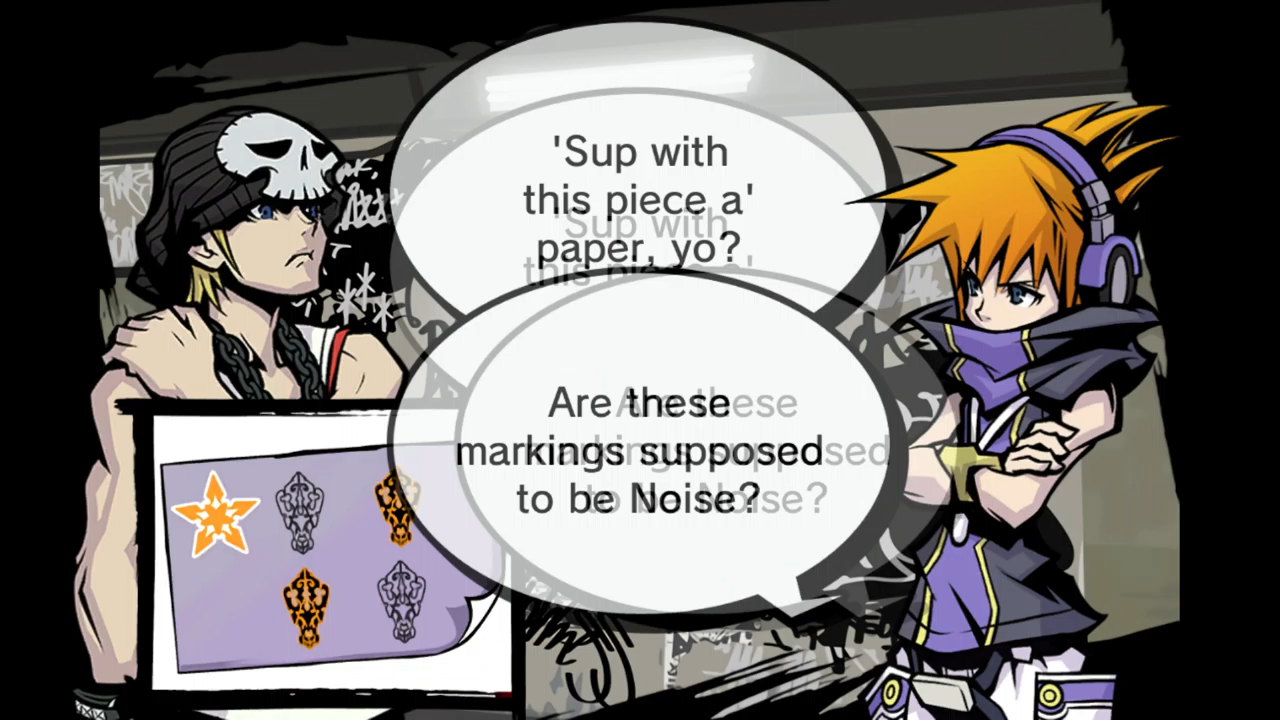 'Sup with
this piece a'
paper, yo?
Are these
markings supposed
to be Noise?